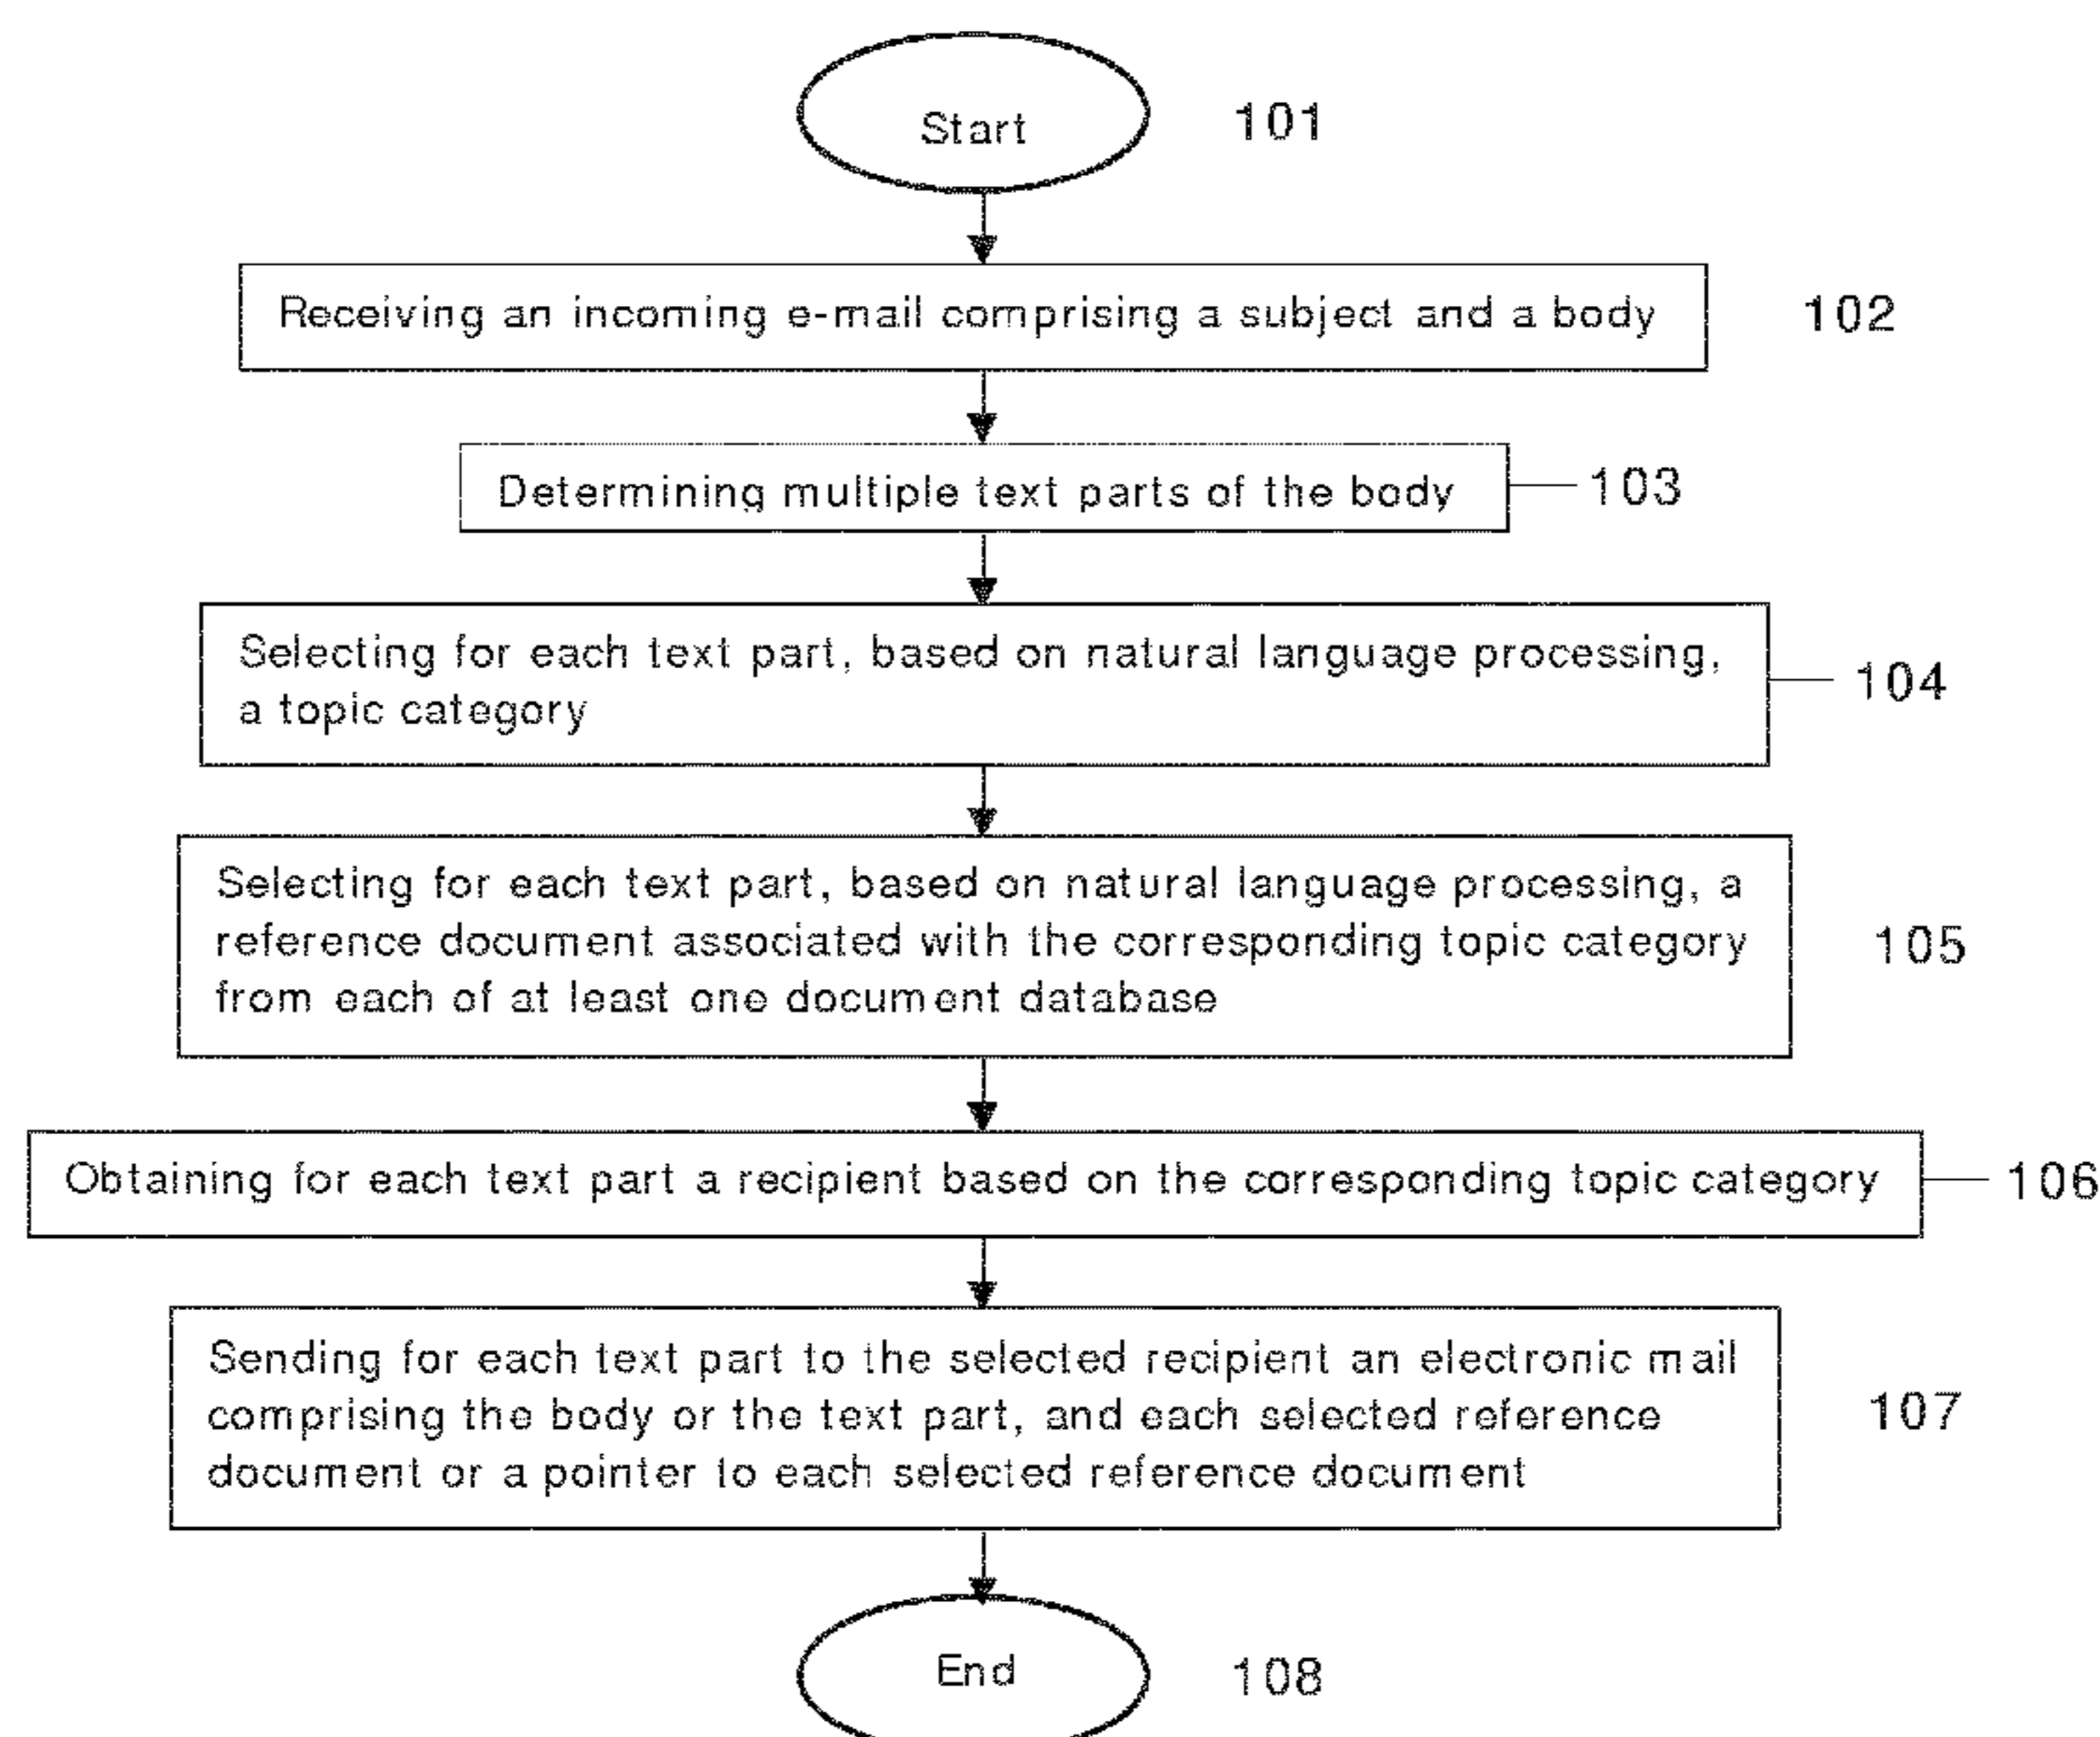 Start 101
Receiving an incoming e-mail comprising a subject and a body 102
Determining multiple text parts of the body 103
Selecting for each text part, based on natural language processing,
a topic category
104
Selecting for each text part, based on natural language processing, a
reference document associated with the corresponding topic category
from each of at least one document database
105
Obtaining for each text part a recipient based on the corresponding topic category 106
Sending for each text part to the selected recipient an electronic mail
comprising the body or the text part, and each selected reference
document or a pointer to each selected reference document
107
End 108